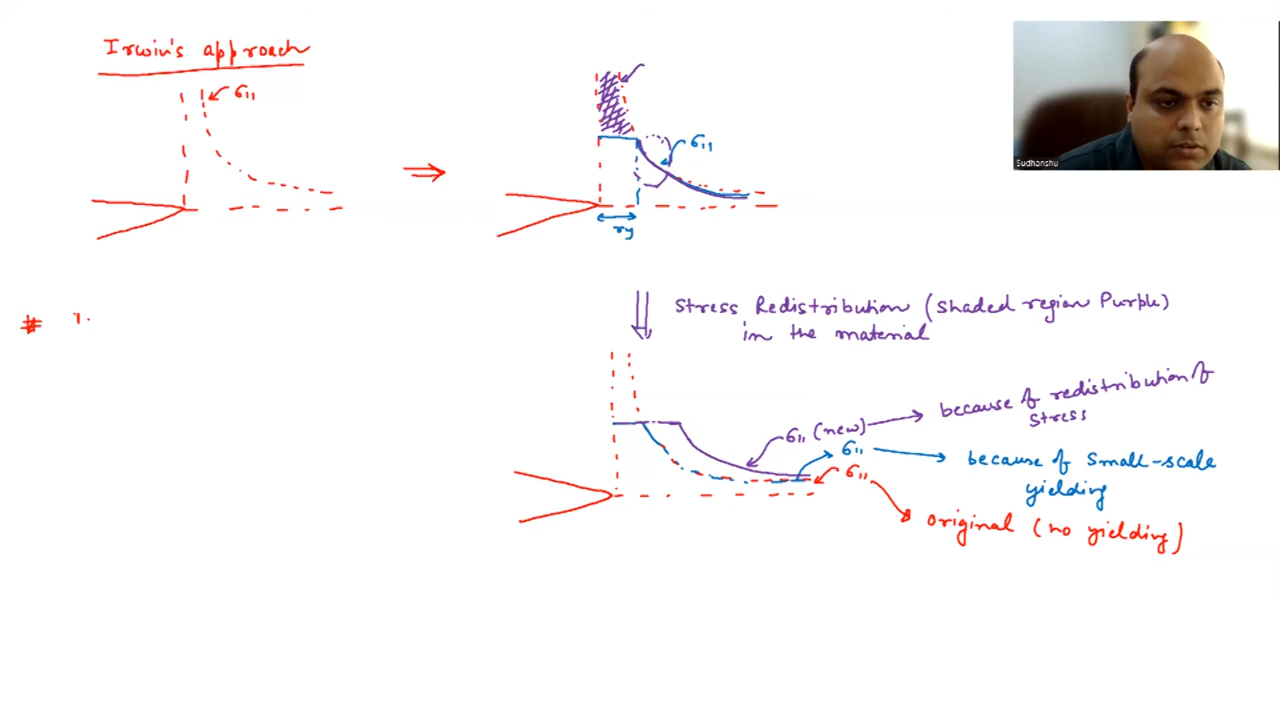 Irwin's approach
σ11
σ11
ry
Sudhanshu
Stress Redistribution (shaded region Purple)
in the material
σ11 (new)
because of redistribution of
stress
σ11
because of small-scale
yielding
σ11
original (no yielding)
#